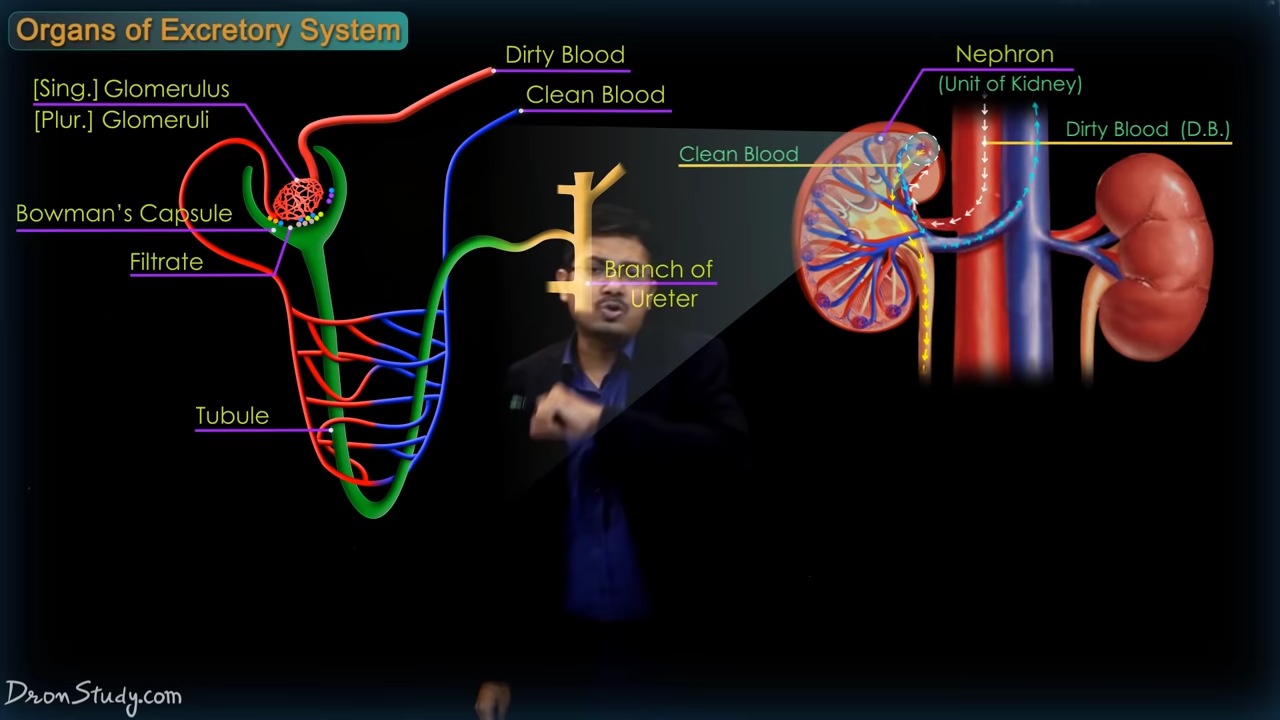 Organs of Excretory System
[Sing.] Glomerulus
[Plur.] Glomeruli
Bowman's Capsule
Filtrate
Tubule
Dirty Blood
Clean Blood
Branch of
Ureter
Nephron
(Unit of Kidney)
Clean Blood
Dirty Blood (D.B.)
DronStudy.com